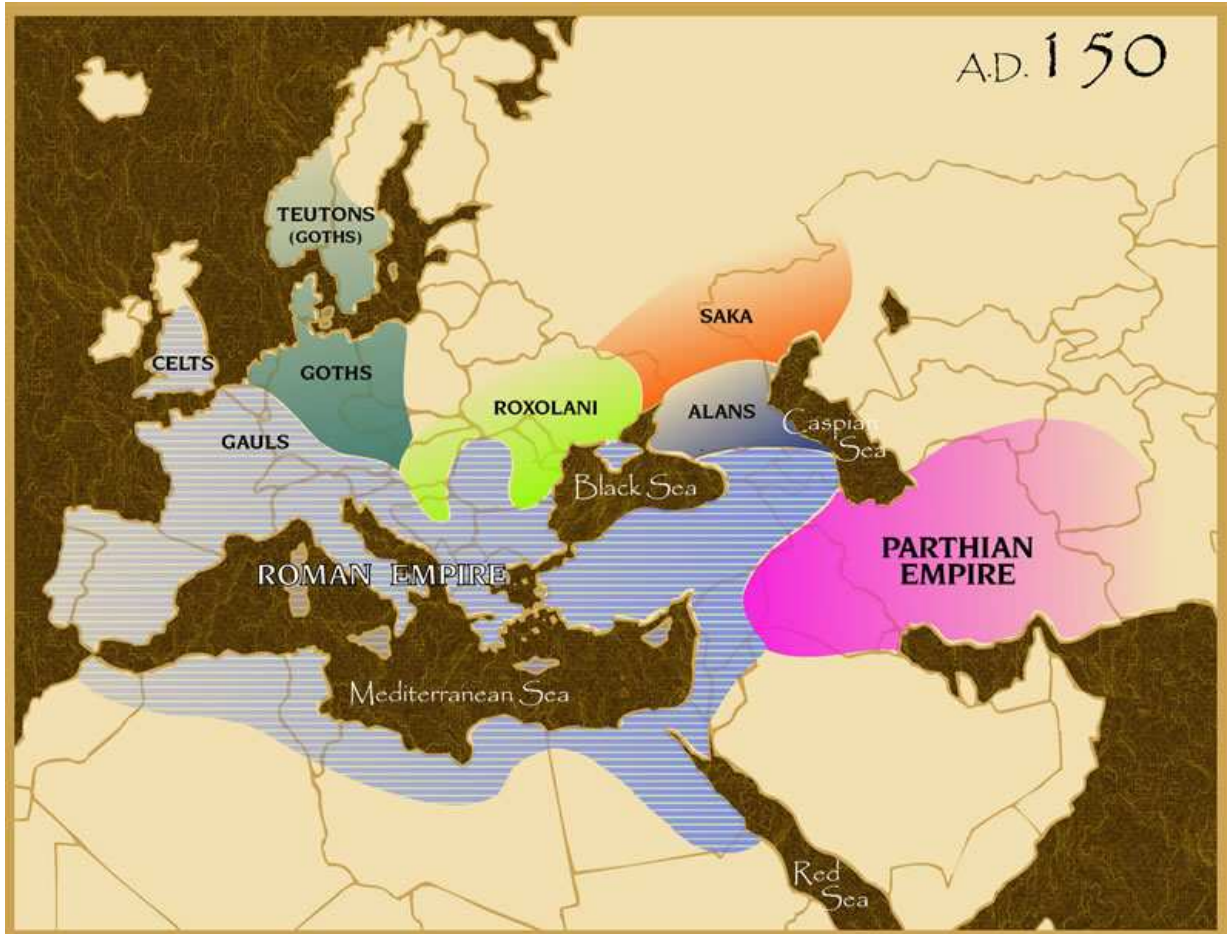 A.D. 150
TEUTONS
(GOTHS)
SAKA
CELTS
GOTHS
ROXOLANI
ALANS
GAULS
Caspian
Sea
Black Sea
PARTHIAN
EMPIRE
ROMAN EMPIRE
Mediterranean Sea
Red
Sea